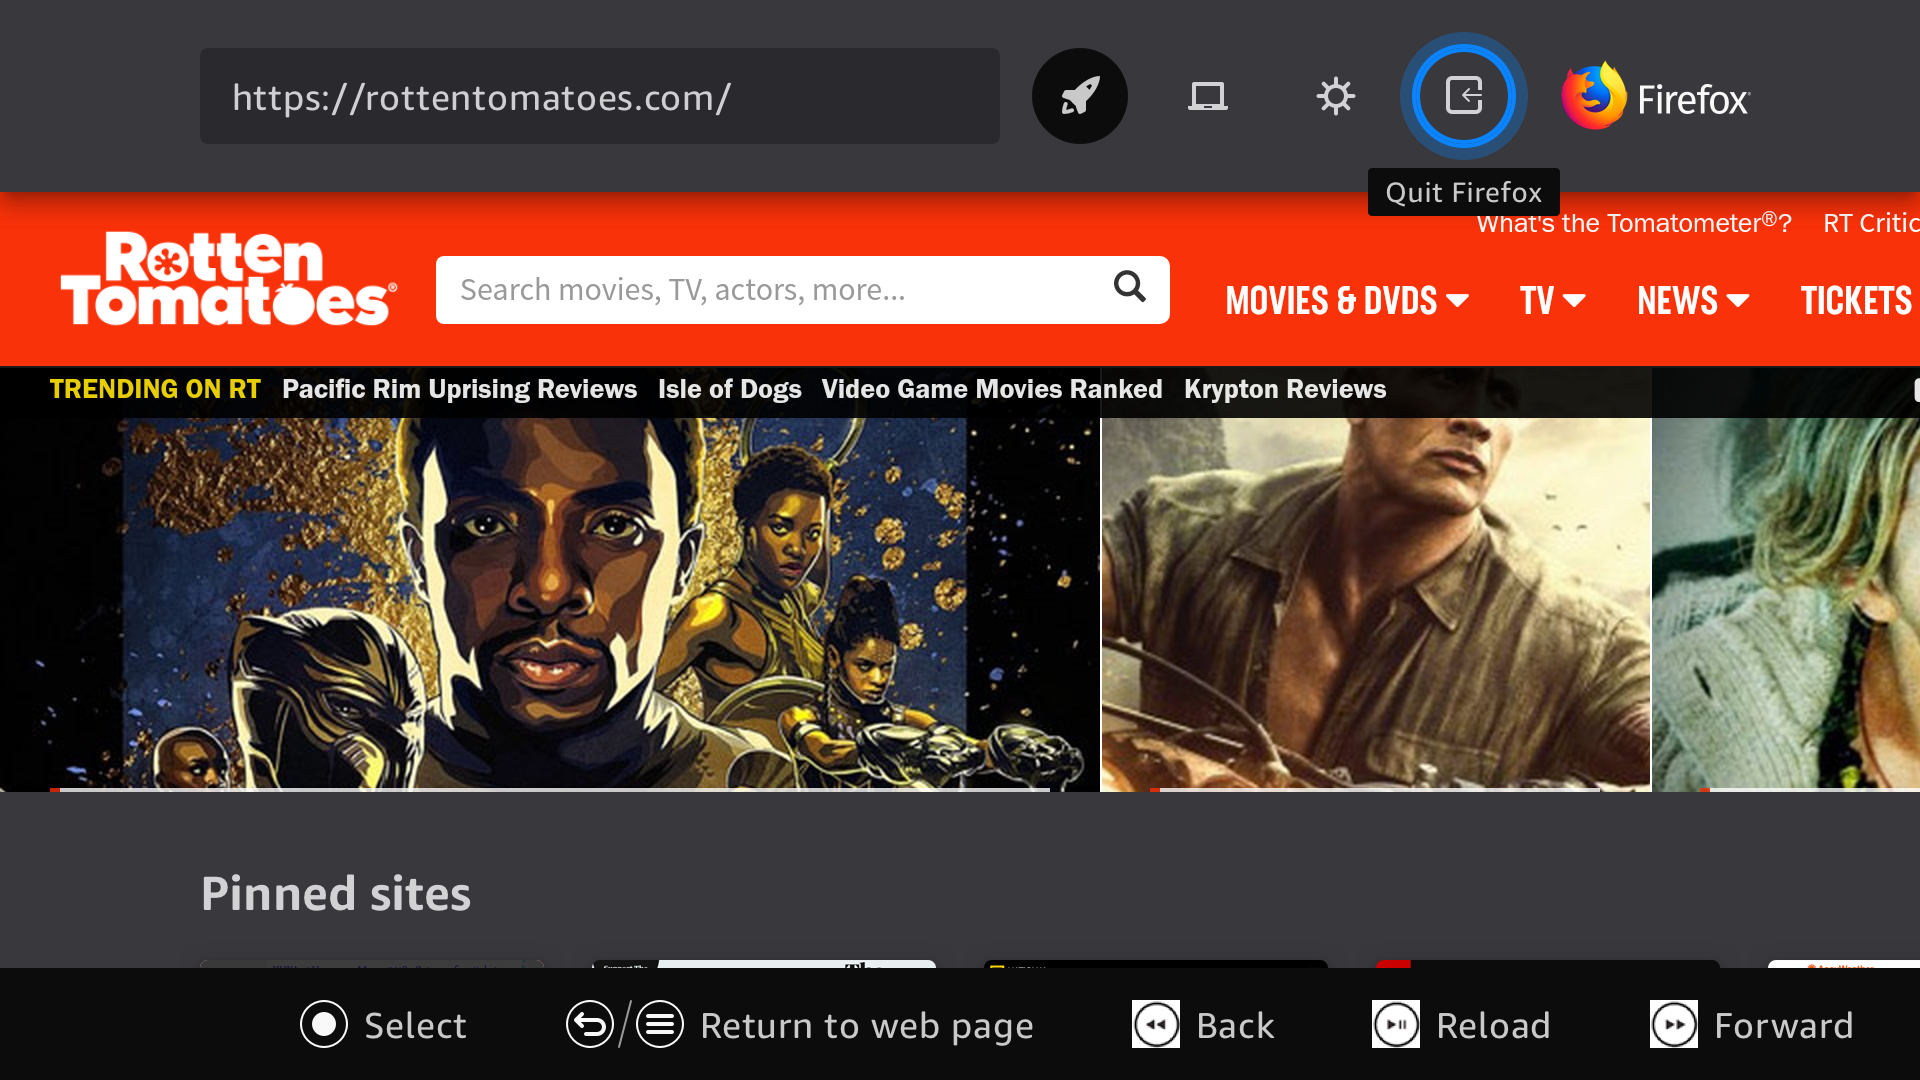 https://rottentomatoes.com/
Firefox
Quit Firefox
What's the Tomatometer®?
RT Critic
Rotten
Tomatoes®
Search movies, TV, actors, more...
MOVIES & DVDS
TV
NEWS
TICKETS
TRENDING ON RT
Pacific Rim Uprising Reviews
Isle of Dogs
Video Game Movies Ranked
Krypton Reviews
Pinned sites
Select
Return to web page
Back
Reload
Forward